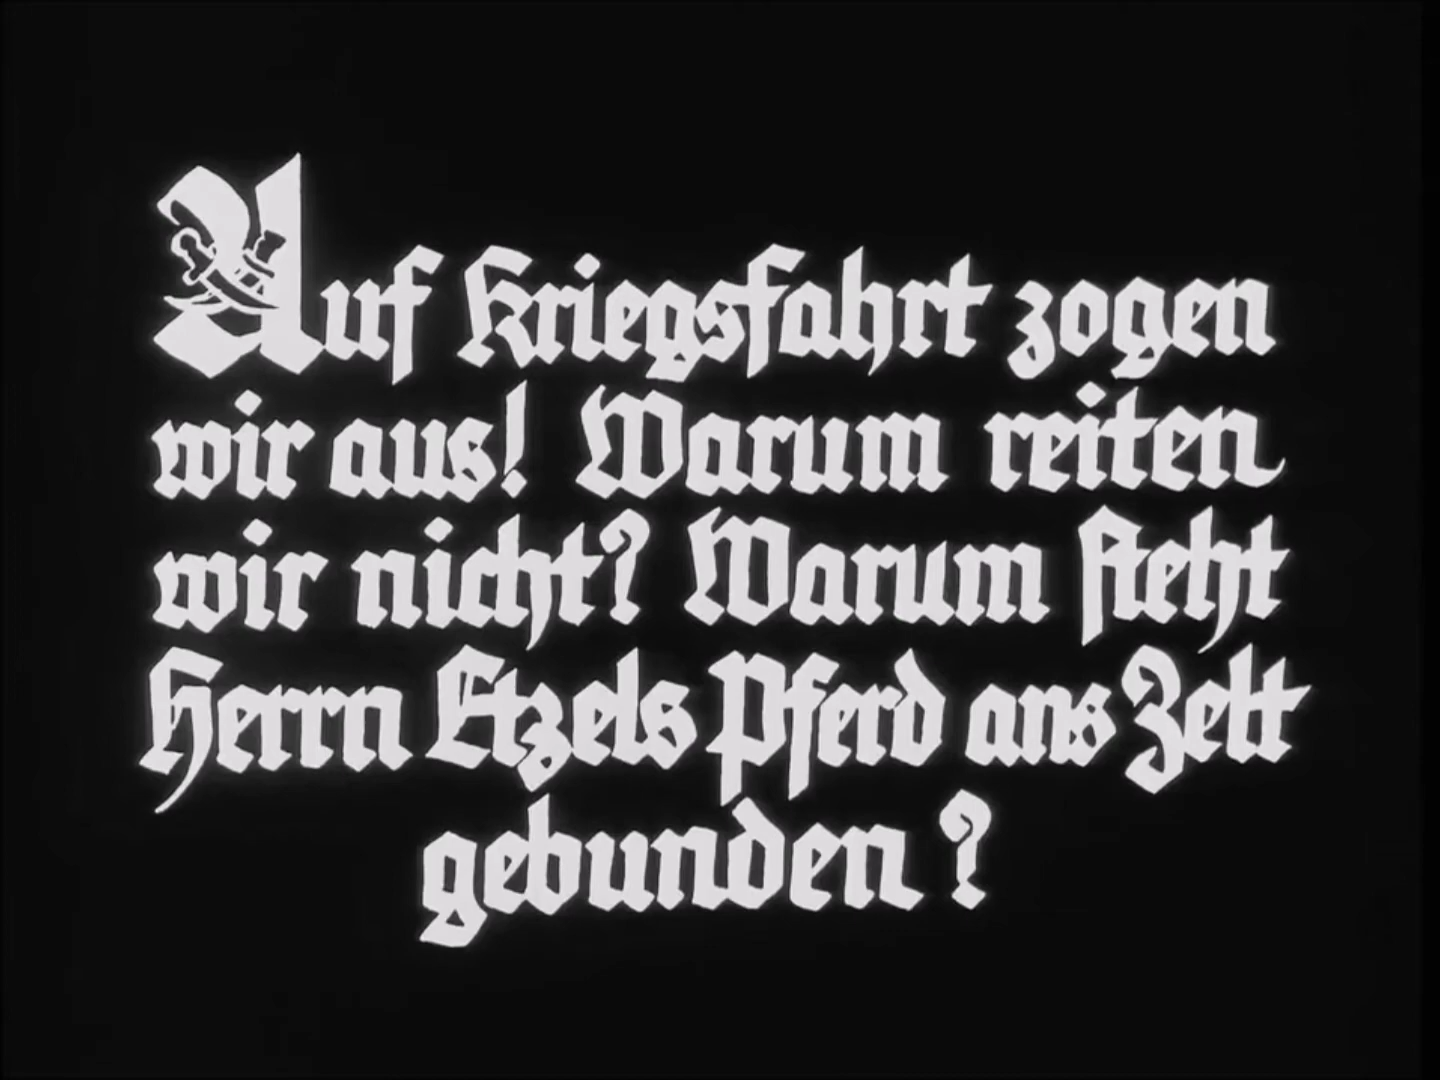 Auf Kriegsfahrt zogen
wir aus! Warum reiten
wir nicht? Warum steht
Herrn Etzels Pferd ans Zelt
gebunden?